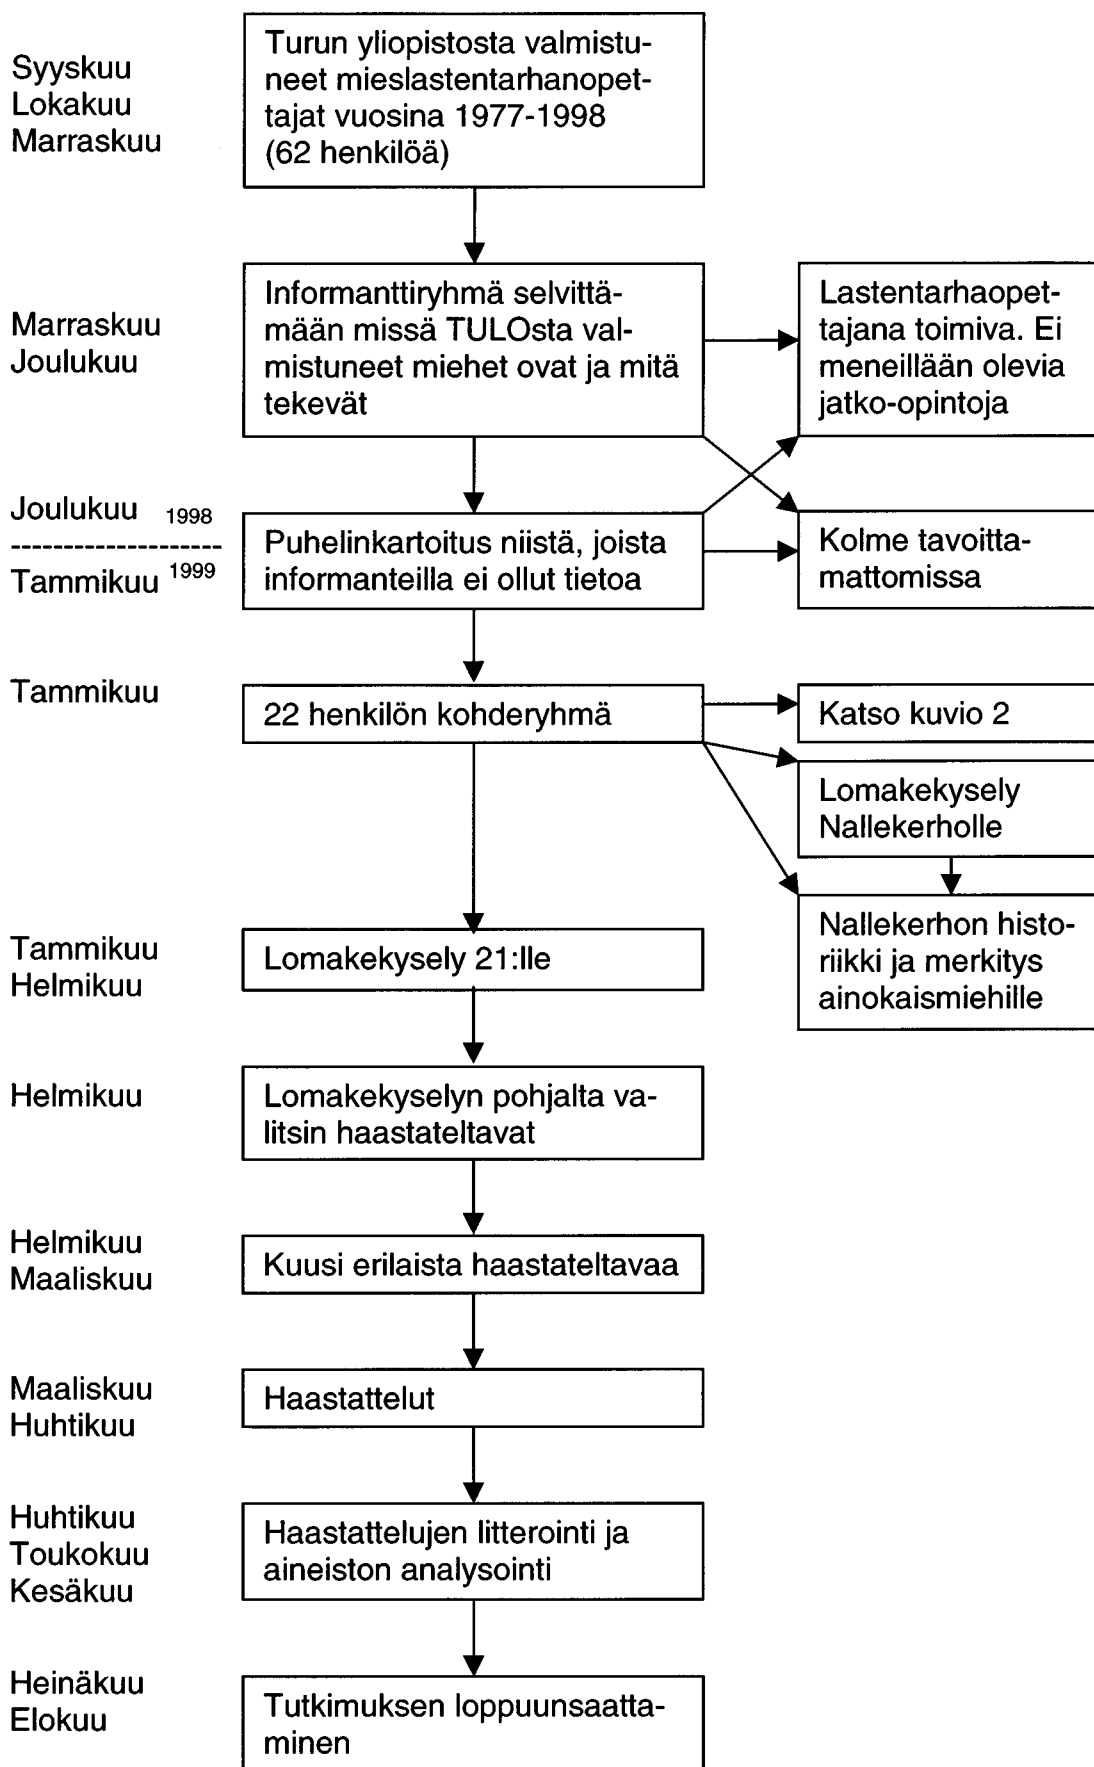 Syyskuu
Lokakuu
Marraskuu
Turun yliopistosta valmistu-
neet mieslastentarhanopet-
tajat vuosina 1977-1998
(62 henkilöä)
Marraskuu
Joulukuu
Informanttiryhmä selvittä-
mään missä TULOsta val-
mistuneet miehet ovat ja mitä
tekevät
Lastentarhaopet-
tajana toimiva. Ei
meneillään olevia
jatko-opintoja
Joulukuu 1998
--------------------
Tammikuu 1999
Puhelinkartoitus niistä, joista
informanteilla ei ollut tietoa
Kolme tavoitta-
mattomissa
Tammikuu
22 henkilön kohderyhmä
Katso kuvio 2
Lomakekysely
Nallekerholle
Nallekerhon histo-
riikki ja merkitys
ainokaismiehille
Tammikuu
Helmikuu
Lomakekysely 21:lle
Helmikuu
Lomakekyselyn pohjalta va-
litsin haastateltavat
Helmikuu
Maaliskuu
Kuusi erilaista haastateltavaa
Maaliskuu
Huhtikuu
Haastattelut
Huhtikuu
Toukokuu
Kesäkuu
Haastattelujen litterointi ja
aineiston analysointi
Heinäkuu
Elokuu
Tutkimuksen loppuunsaatta-
minen